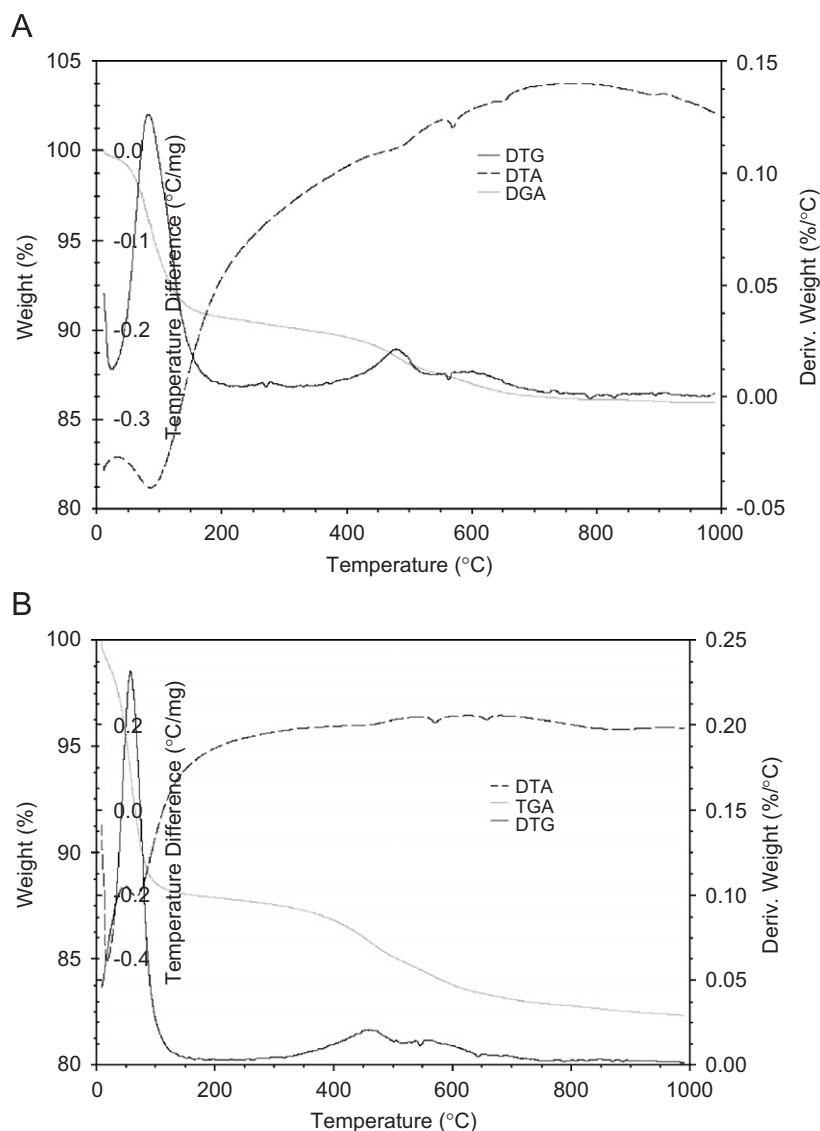 A
105
100
95
90
85
80
Weight (%)
0.0
-0.1
-0.2
-0.3
Temperature Difference (°C/mg)
DTG
DTA
DGA
0.15
0.10
0.05
0.00
-0.05
Deriv. Weight (%/°C)
0 200 400 600 800 1000
Temperature (°C)
B
100
95
90
85
80
Weight (%)
0.2
0.0
-0.2
-0.4
Temperature Difference (°C/mg)
DTA
TGA
DTG
0.25
0.20
0.15
0.10
0.05
0.00
Deriv. Weight (%/°C)
0 200 400 600 800 1000
Temperature (°C)